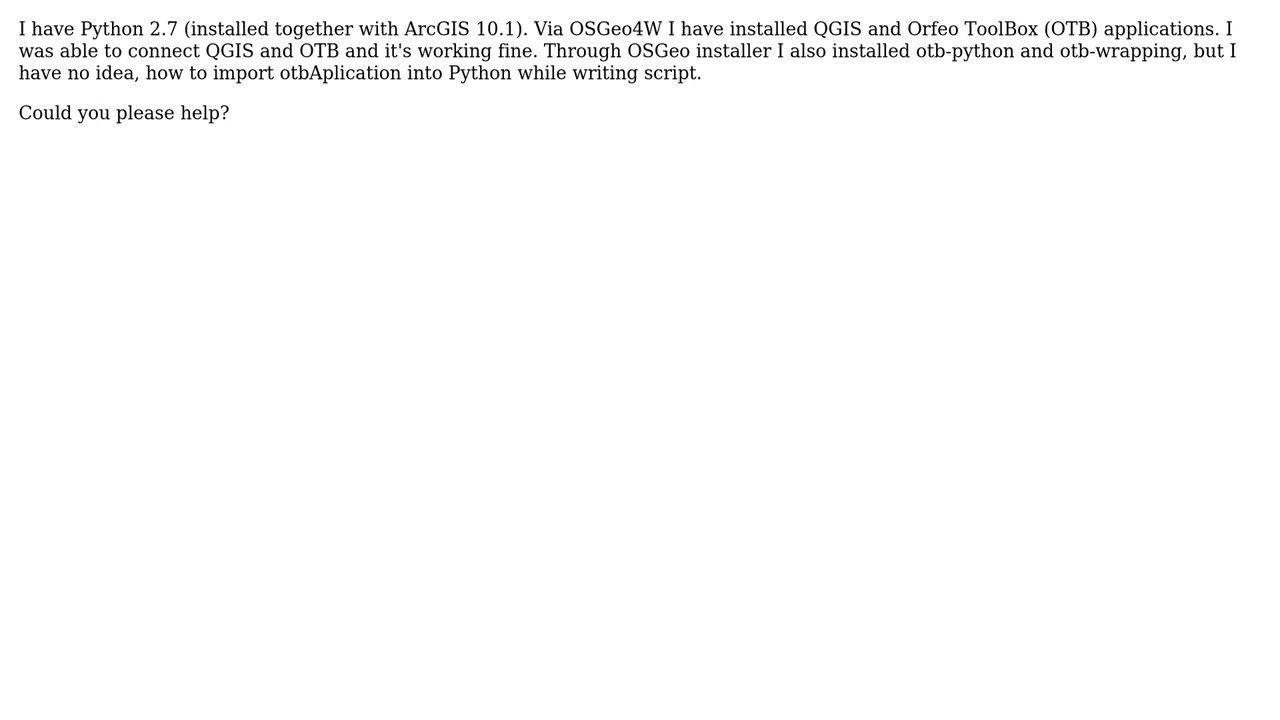 I have Python 2.7 (installed together with ArcGIS 10.1). Via OSGeo4W I have installed QGIS and Orfeo ToolBox (OTB) applications. I
was able to connect QGIS and OTB and it's working fine. Through OSGeo installer I also installed otb-python and otb-wrapping, but I
have no idea, how to import otbAplication into Python while writing script.
Could you please help?